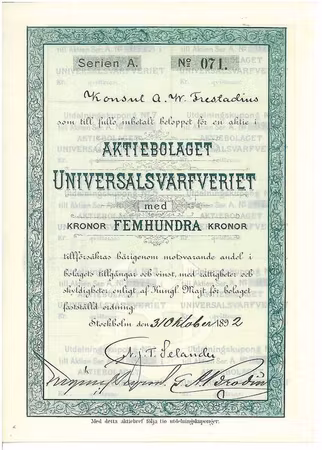 Serien A. № 071.
Konsul A. W. Frestadius
som till fullo inbetalt beloppet för en aktie i
AKTIEBOLAGET
UNIVERSALSVARFVERIET
med
KRONOR FEMHUNDRA KRONOR
tillförsäkras härigenom motsvarande andel i
bolagets tillgångar och vinst, med rättigheter och
skyldigheter enligt af Kungl. Majt. för bolaget
fastställd ordning.
Stockholm den 31 Oktober 1892
N. T. Selander
Med detta aktiebref följa tio utdelningskuponger.